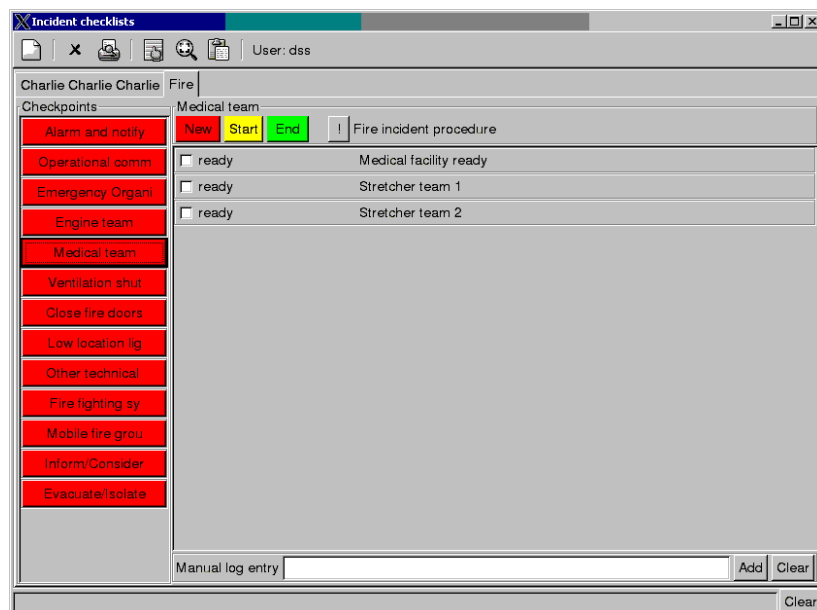 Incident checklists
User: dss
Charlie Charlie Charlie Fire
Checkpoints
Medical team
New Start End ! Fire incident procedure
Alarm and notify
Operational comm
Emergency Organi
Engine team
Medical team
Ventilation shut
Close fire doors
Low location lig
Other technical
Fire fighting sy
Mobile fire grou
Inform/Consider
Evacuate/Isolate
ready Medical facility ready
ready Stretcher team 1
ready Stretcher team 2
Manual log entry Add Clear
Clear